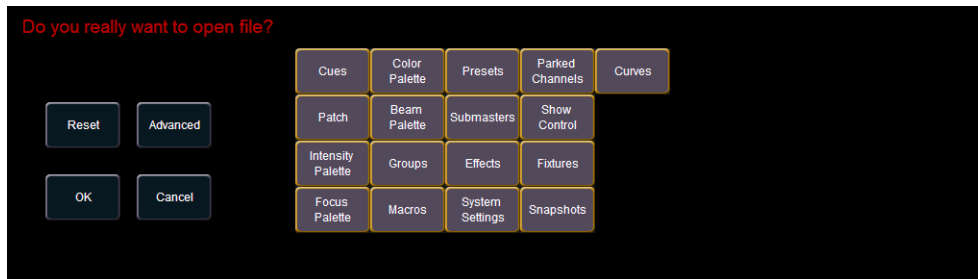 Do you really want to open file?
Cues
Color
Palette
Presets
Parked
Channels
Curves
Reset
Advanced
Patch
Beam
Palette
Submasters
Show
Control
Intensity
Palette
Groups
Effects
Fixtures
OK
Cancel
Focus
Palette
Macros
System
Settings
Snapshots